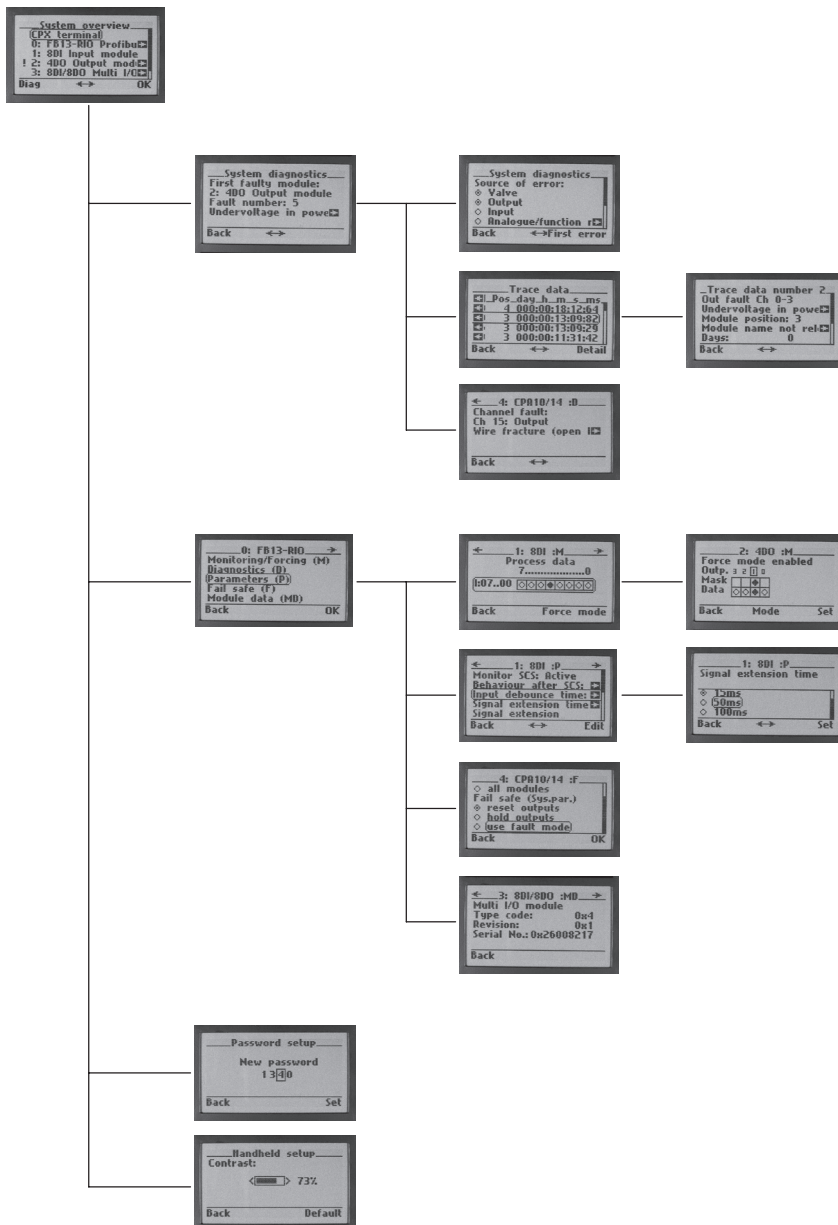 System overview
CPX terminal
0: FB13-RIO Profibu
1: 8DI Input module
! 2: 4DO Output mod
3: 8DI/8DO Multi I/O
Diag <-> OK
System diagnostics
First faulty module:
2: 4DO Output module
Fault number: 5
Undervoltage in powe
Back <->
System diagnostics
Source of error:
Valve
Output
Input
Analogue/function r
Back <->First error
Trace data
Pos day h m s ms
4 000:00:18:12:64
3 000:00:13:09:82
3 000:00:13:09:29
3 000:00:11:31:42
Back <-> Detail
Trace data number 2
Out fault Ch 0-3
Undervoltage in powe
Module position: 3
Module name not rel
Days: 0
Back <->
← 4: CPA10/14 :D
Channel fault:
Ch 15: Output
Wire fracture (open l
Back <->
0: FB13-RIO →
Monitoring/Forcing (M)
Diagnostics (D)
Parameters (P)
Fail safe (F)
Module data (MD)
Back OK
← 1: 8DI :M →
Process data
7...................0
I:07..00
Back Force mode
2: 4DO :M
Force mode enabled
Outp. 3 2 1 0
Mask
Data
Back Mode Set
← 1: 8DI :P →
Monitor SCS: Active
Behaviour after SCS:
Input debounce time:
Signal extension time
Signal extension
Back <-> Edit
1: 8DI :P
Signal extension time
15ms
50ms
100ms
Back <-> Set
4: CPA10/14 :F
all modules
Fail safe (Sys.par.)
reset outputs
hold outputs
use fault mode
Back OK
← 3: 8DI/8DO :MD →
Multi I/O module
Type code: 0x4
Revision: 0x1
Serial No.: 0x26008217
Back
Password setup
New password
1340
Back Set
Handheld setup
Contrast:
< > 73%
Back Default